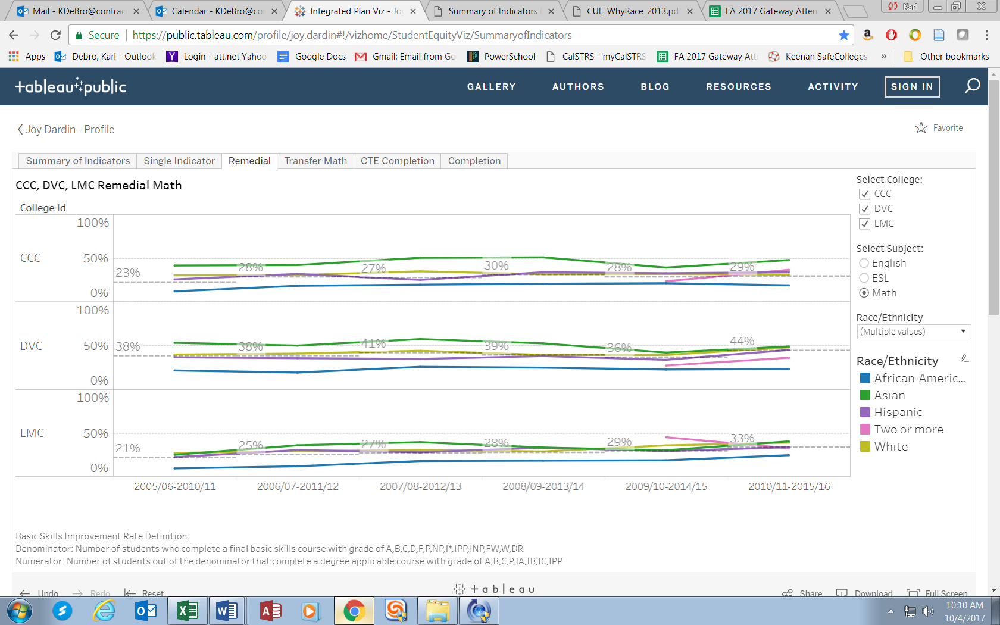 Mail - KDeBro@contrac
Calendar - KDeBro@co
Integrated Plan Viz - Jo
Summary of Indicators
CUE_WhyRace_2013.pd
FA 2017 Gateway Atten
Karl
Secure
https://public.tableau.com/profile/joy.dardin#!/vizhome/StudentEquityViz/SummaryofIndicators
Apps
Debro, Karl - Outlook
Login - att.net Yahoo
Google Docs
Gmail: Email from Go
PowerSchool
CalSTRS - myCalSTRS
FA 2017 Gateway Att
Keenan SafeColleges
»
Other bookmarks
+ableau public
GALLERY
AUTHORS
BLOG
RESOURCES
ACTIVITY
SIGN IN
Joy Dardin - Profile
Favorite
Summary of Indicators
Single Indicator
Remedial
Transfer Math
CTE Completion
Completion
CCC, DVC, LMC Remedial Math
College Id
CCC
100%
50%
0%
23%
28%
27%
30%
28%
29%
DVC
100%
50%
0%
38%
38%
41%
39%
36%
44%
LMC
100%
50%
0%
21%
25%
27%
28%
29%
33%
2005/06-2010/11
2006/07-2011/12
2007/08-2012/13
2008/09-2013/14
2009/10-2014/15
2010/11-2015/16
Select College:
CCC
DVC
LMC
Select Subject:
English
ESL
Math
Race/Ethnicity
(Multiple values)
Race/Ethnicity
African-Americ...
Asian
Hispanic
Two or more
White
Basic Skills Improvement Rate Definition:
Denominator: Number of students who complete a final basic skills course with grade of A,B,C,D,F,P,NP,I*,IPP,INP,FW,W,DR
Numerator: Number of students out of the denominator that complete a degree applicable course with grade of A,B,C,P,IA,IB,IC,IPP
Undo
Redo
Reset
+ a b l e a u
Share
Download
Full Screen
10:10 AM
10/4/2017